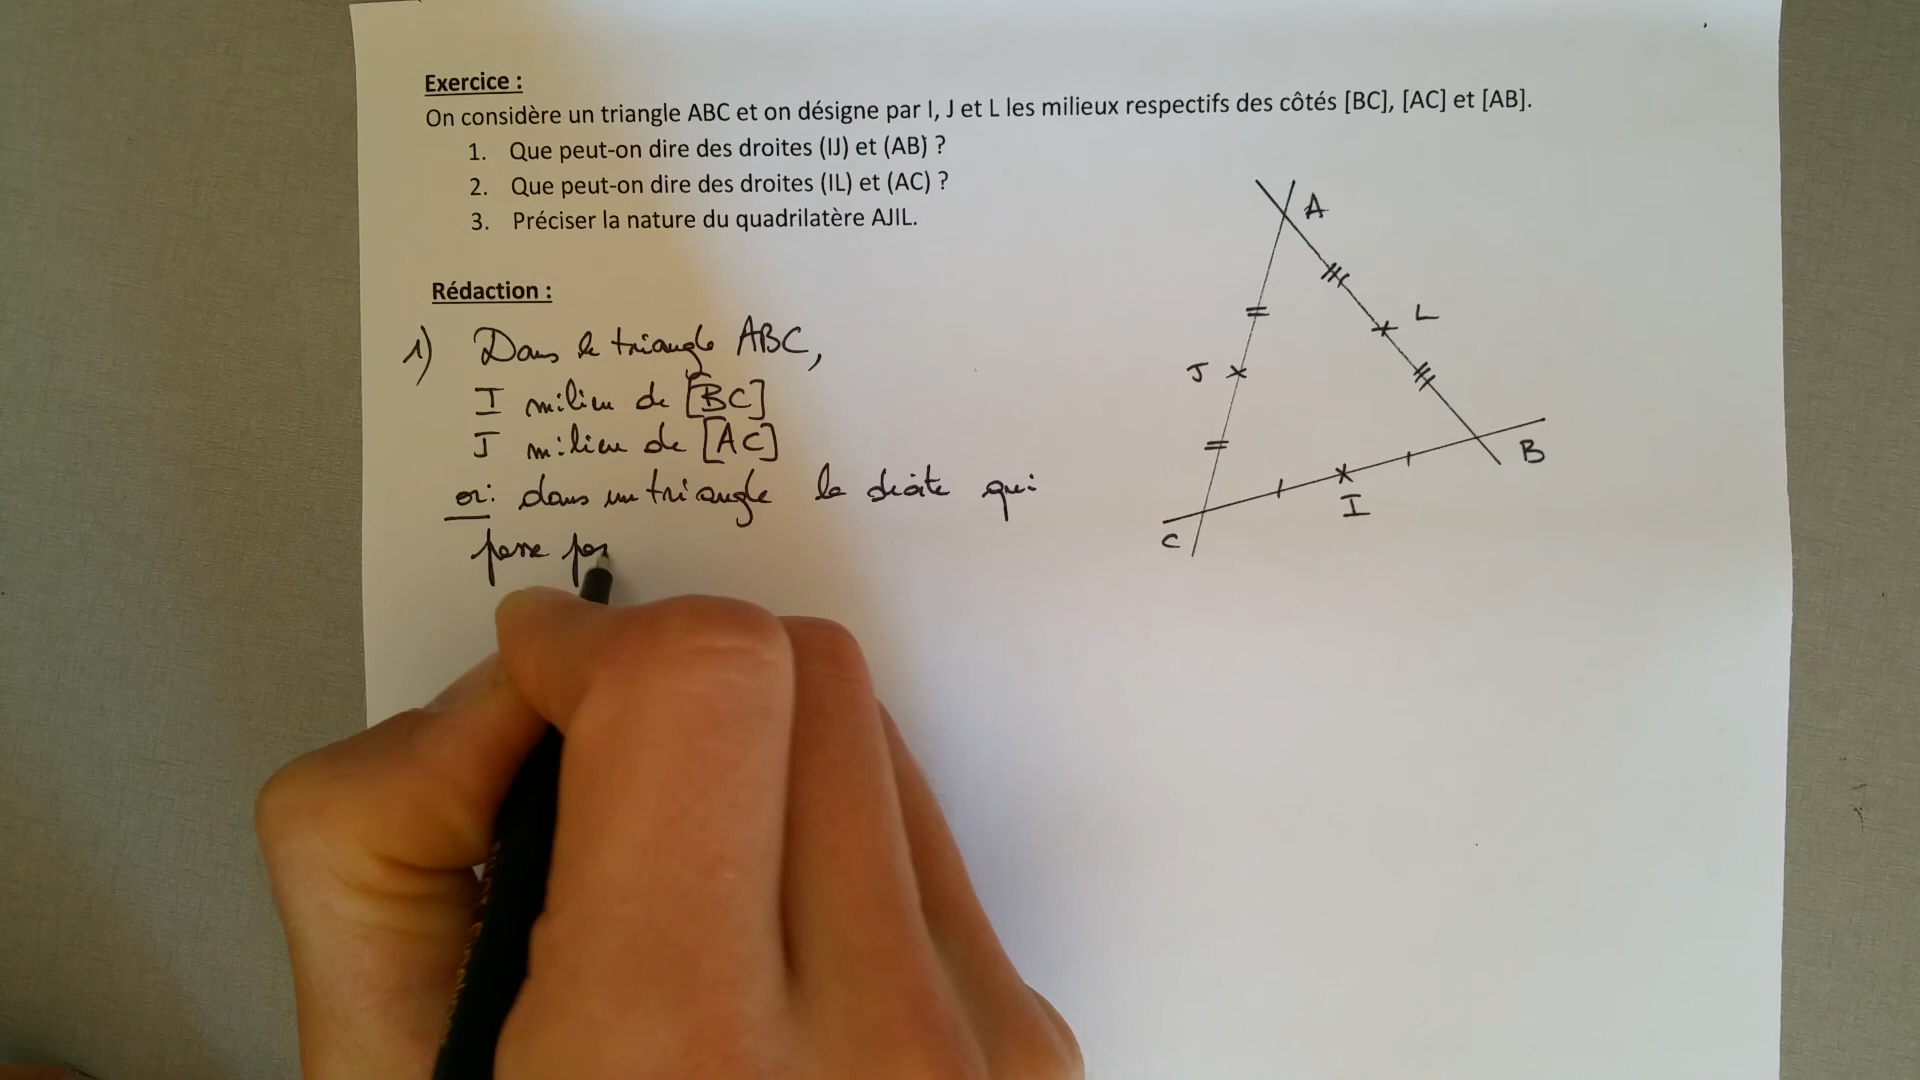 Exercice :
On considère un triangle ABC et on désigne par I, J et L les milieux respectifs des côtés [BC], [AC] et [AB].
1. Que peut-on dire des droites (IJ) et (AB) ?
2. Que peut-on dire des droites (IL) et (AC) ?
3. Préciser la nature du quadrilatère AJIL.
Rédaction :
1) Dans le triangle ABC,
I milieu de [BC]
J milieu de [AC]
or: dans un triangle la droite qui
passe par
A
L
J
B
I
C